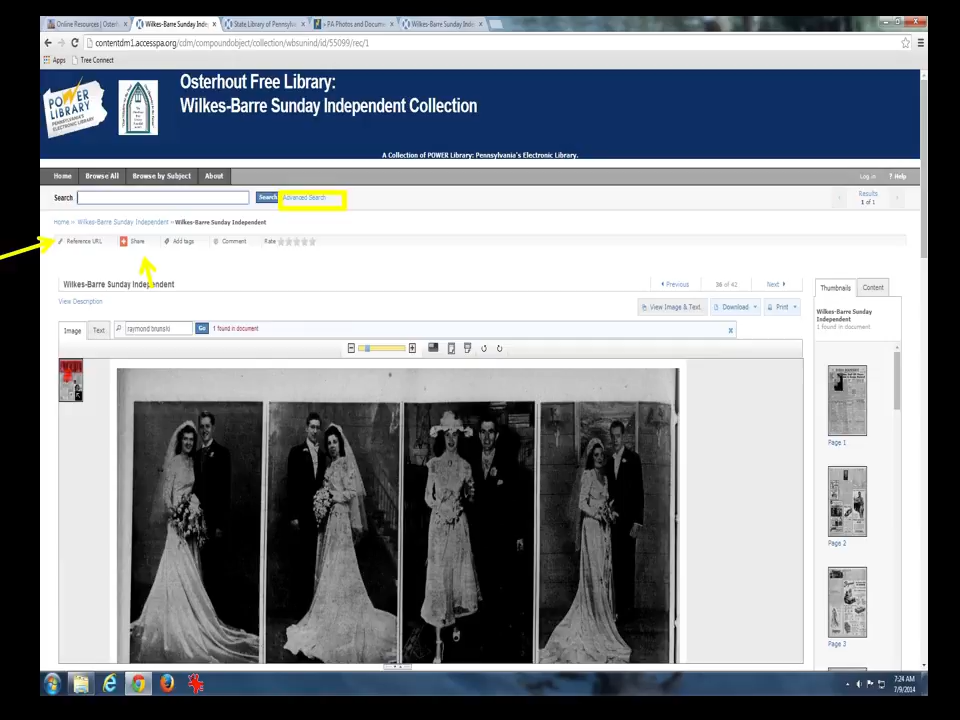 Online Resources | Osterh
Wilkes-Barre Sunday Inde
State Library of Pennsylv
PA Photos and Docume
Wilkes-Barre Sunday Inde
contentdm1.accesspa.org/cdm/compoundobject/collection/wbsunind/id/55099/rec/1
Apps Tree Connect
POWER LIBRARY
PENNSYLVANIA'S ELECTRONIC LIBRARY
Osterhout Free Library:
Wilkes-Barre Sunday Independent Collection
A Collection of POWER Library: Pennsylvania's Electronic Library.
Home Browse All Browse by Subject About Log in ? Help
Search Search Advanced Search
Results
1 of 1
Home » Wilkes-Barre Sunday Independent » Wilkes-Barre Sunday Independent
Reference URL Share Add tags Comment Rate
Wilkes-Barre Sunday Independent Previous 36 of 42 Next
View Description
View Image & Text Download Print
Image Text raymond brunski Go 1 found in document x
Thumbnails Content
Wilkes-Barre Sunday
Independent
1 found in document
Page 1
Page 2
Page 3
7:24 AM
7/9/2014